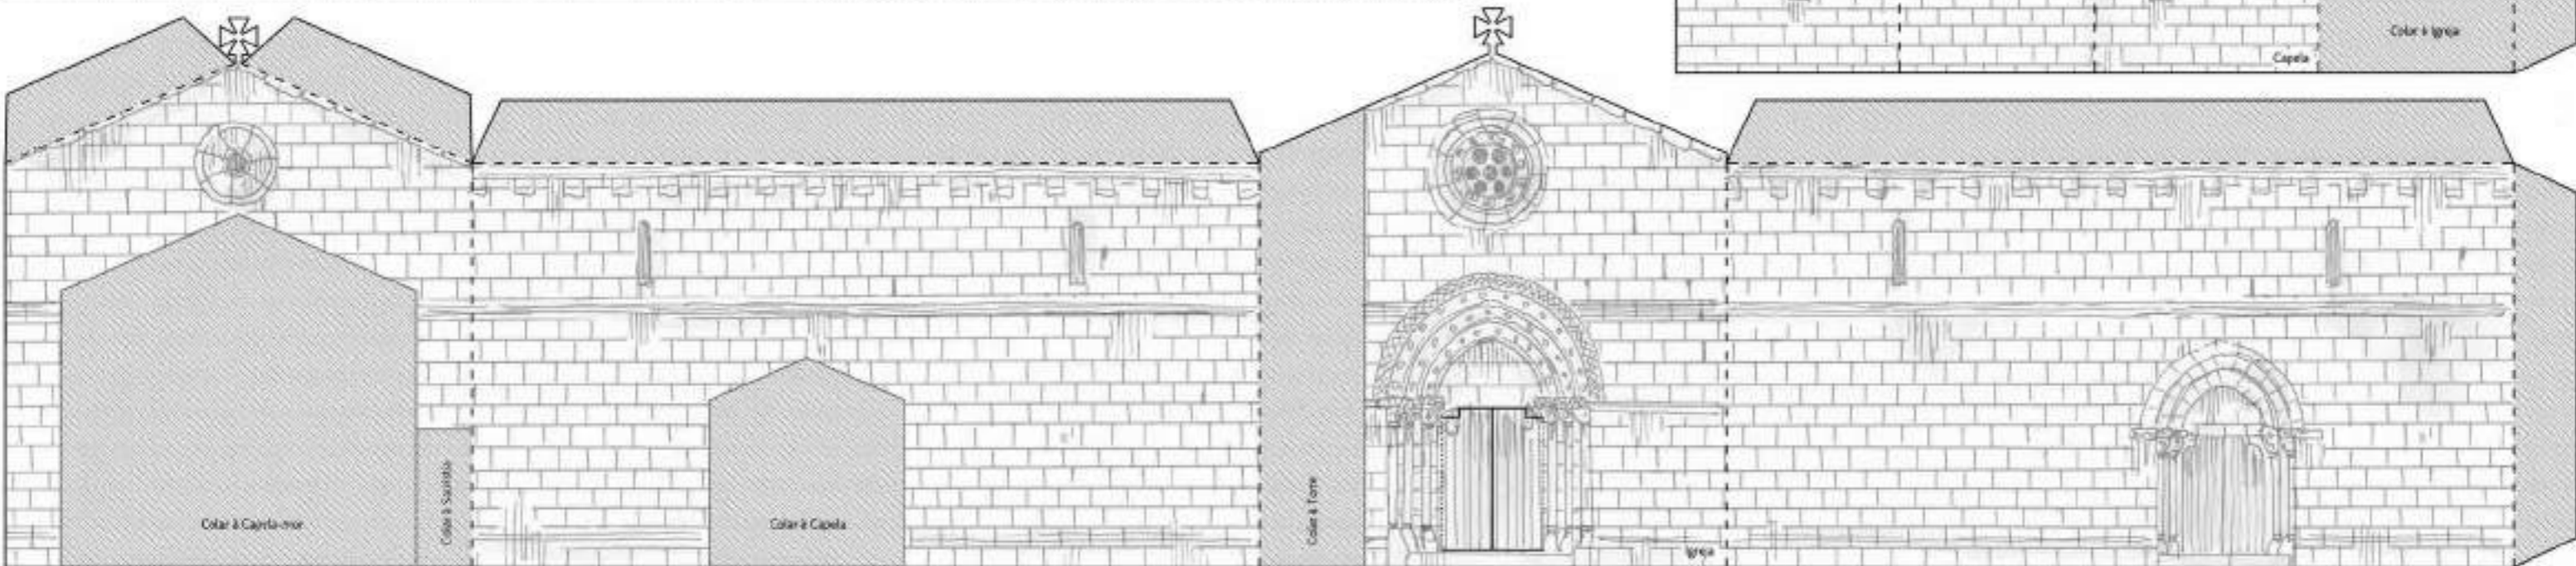 Colar à Igreja
Capela
Colar à Capela-mor
Colar à Sacristia
Colar à Capela
Colar à Torre
Igreja